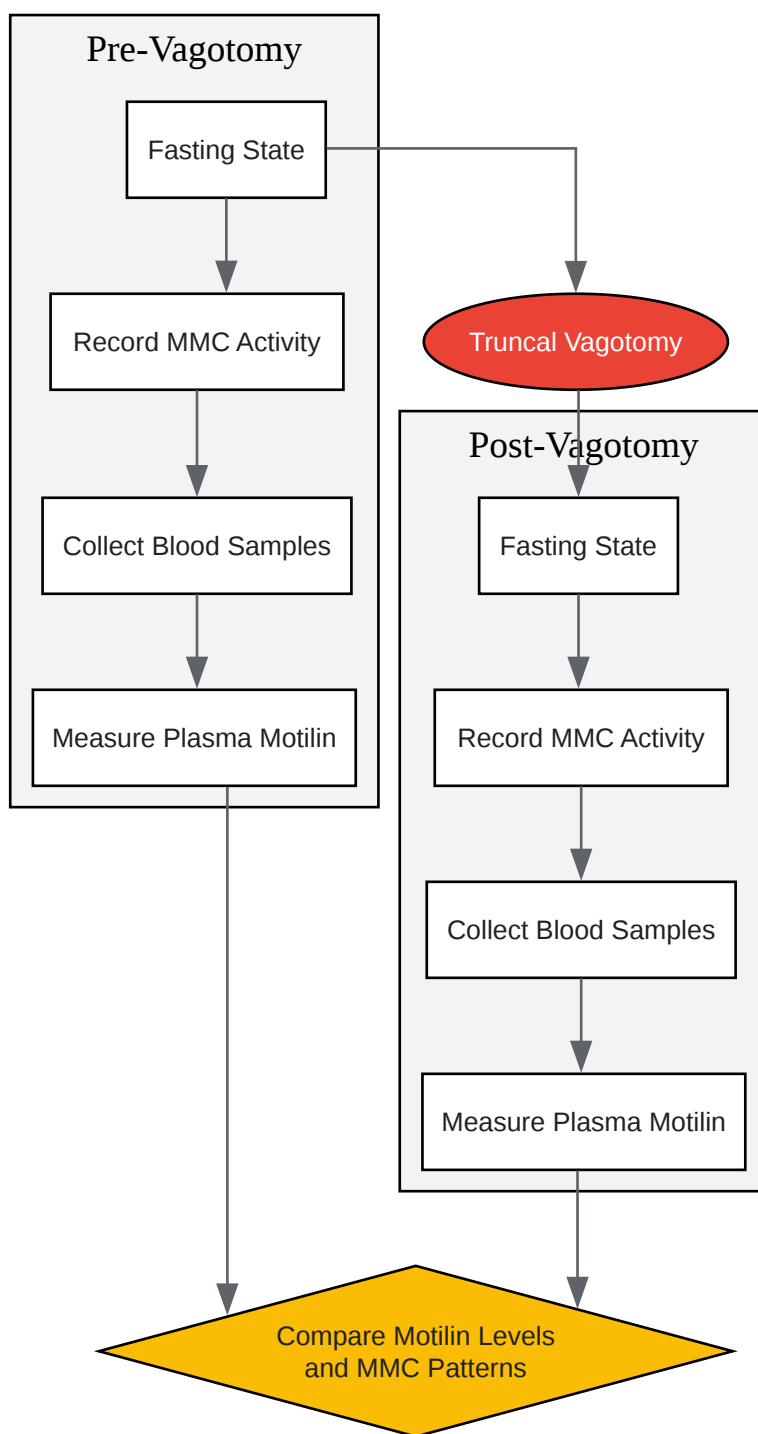 Pre-Vagotomy
Fasting State
Record MMC Activity
Collect Blood Samples
Measure Plasma Motilin
Truncal Vagotomy
Post-Vagotomy
Fasting State
Record MMC Activity
Collect Blood Samples
Measure Plasma Motilin
Compare Motilin Levels
and MMC Patterns